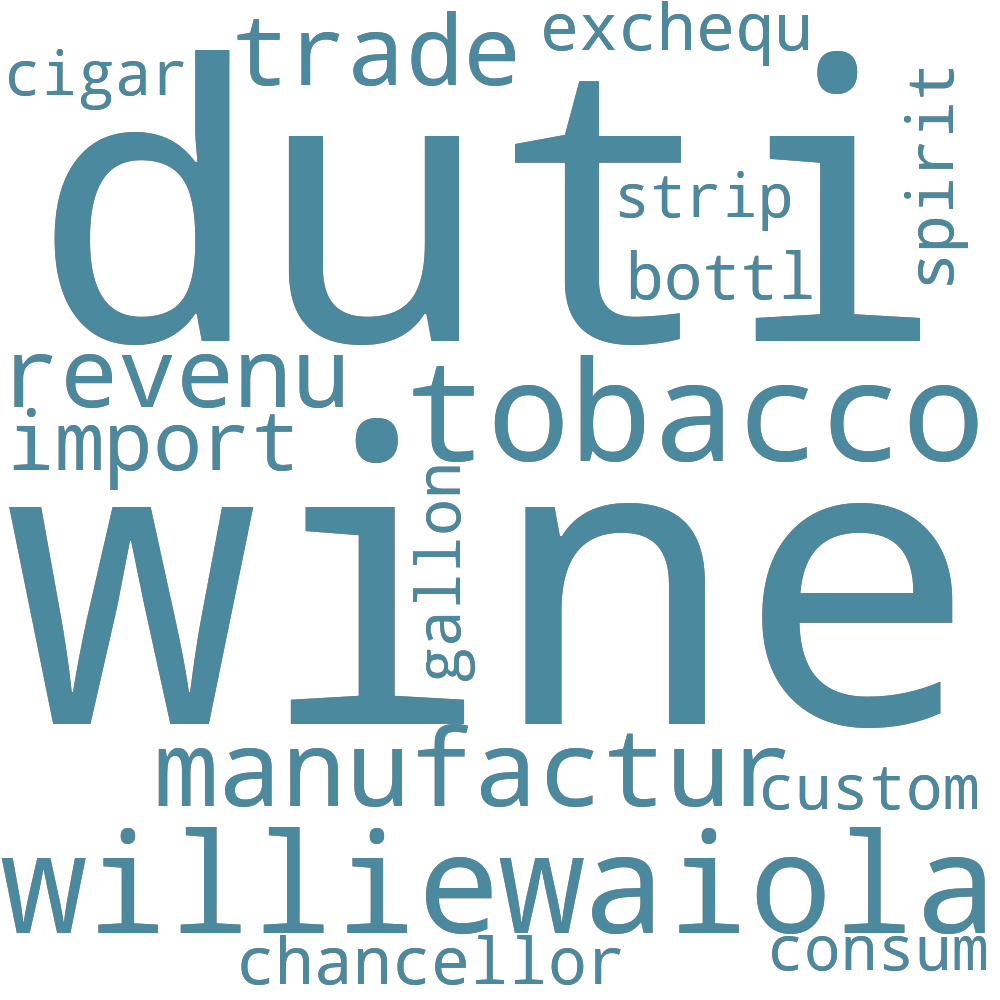 exchequ
trade
cigar
duti
spirit
strip
bottl
revenu
tobacco
import
wine
gallon
manufactur
custom
williewaiola
chancellor
consum